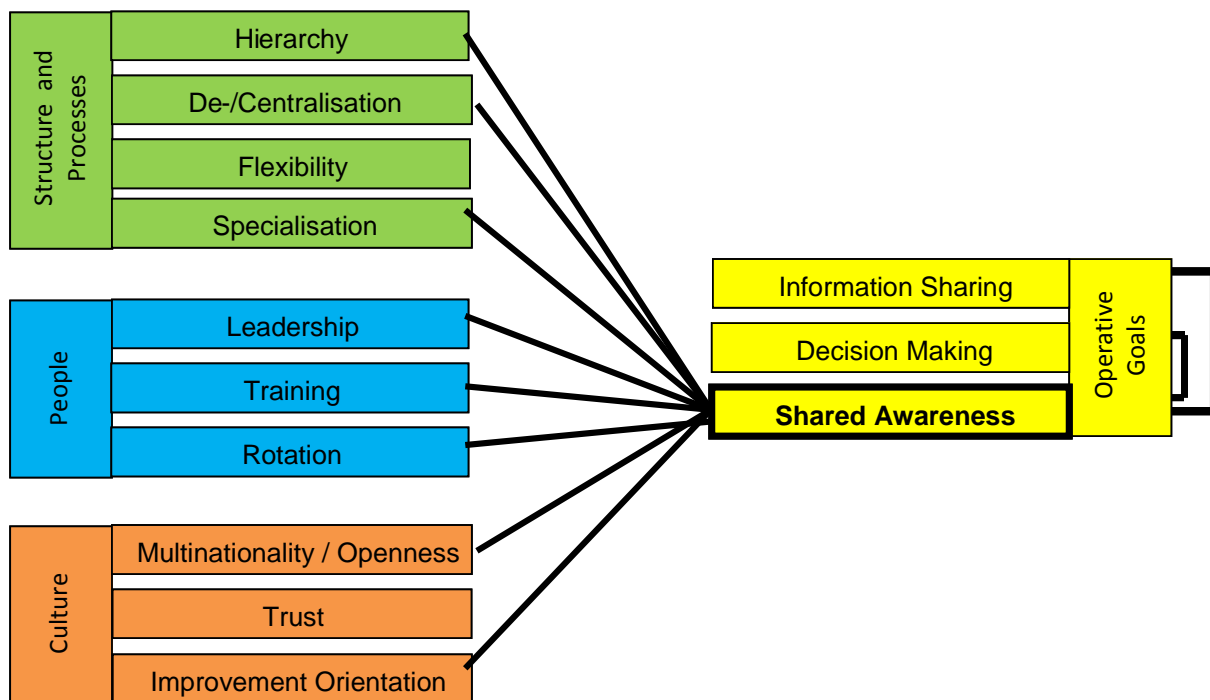 Structure and
Processes
Hierarchy
De-/Centralisation
Flexibility
Specialisation
People
Leadership
Training
Rotation
Culture
Multinationality / Openness
Trust
Improvement Orientation
Information Sharing
Decision Making
Shared Awareness
Operative
Goals